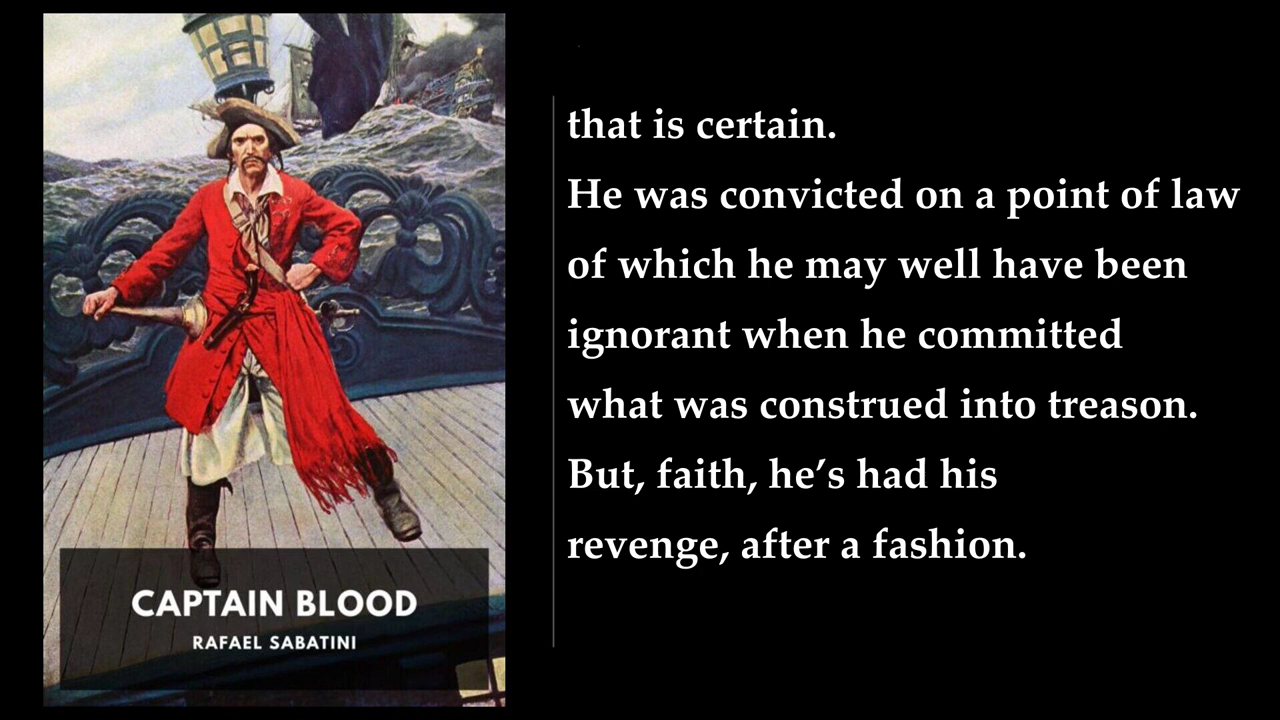 CAPTAIN BLOOD
RAFAEL SABATINI
that is certain.
He was convicted on a point of law
of which he may well have been
ignorant when he committed
what was construed into treason.
But, faith, he’s had his
revenge, after a fashion.